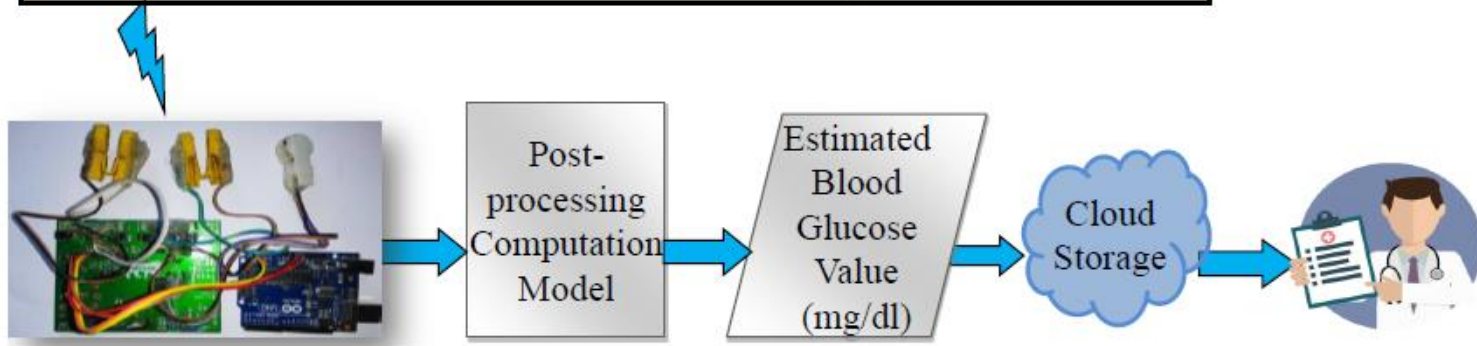 Post-
processing
Computation
Model
Estimated
Blood
Glucose
Value
(mg/dl)
Cloud
Storage